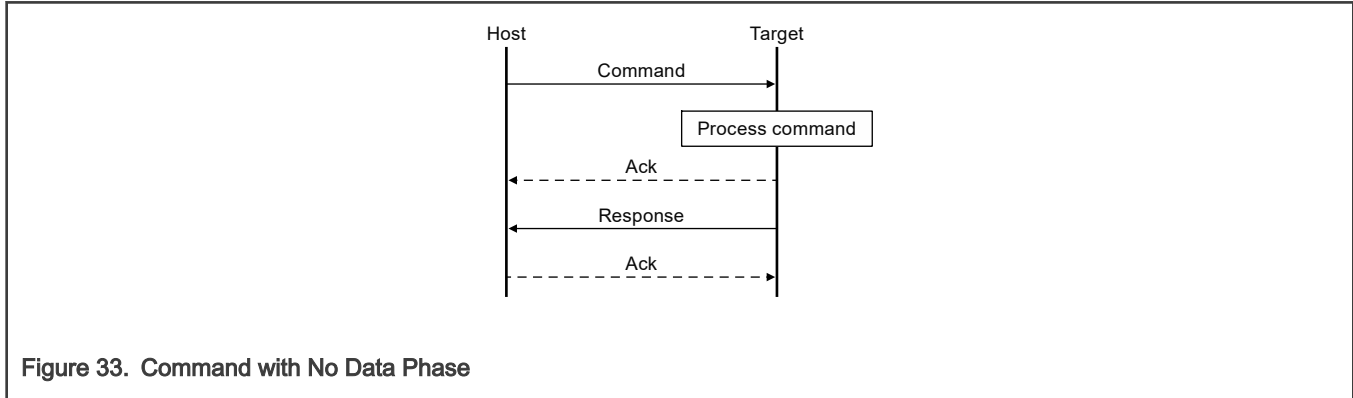 Host Target
Command
Process command
Ack
Response
Ack
Figure 33. Command with No Data Phase